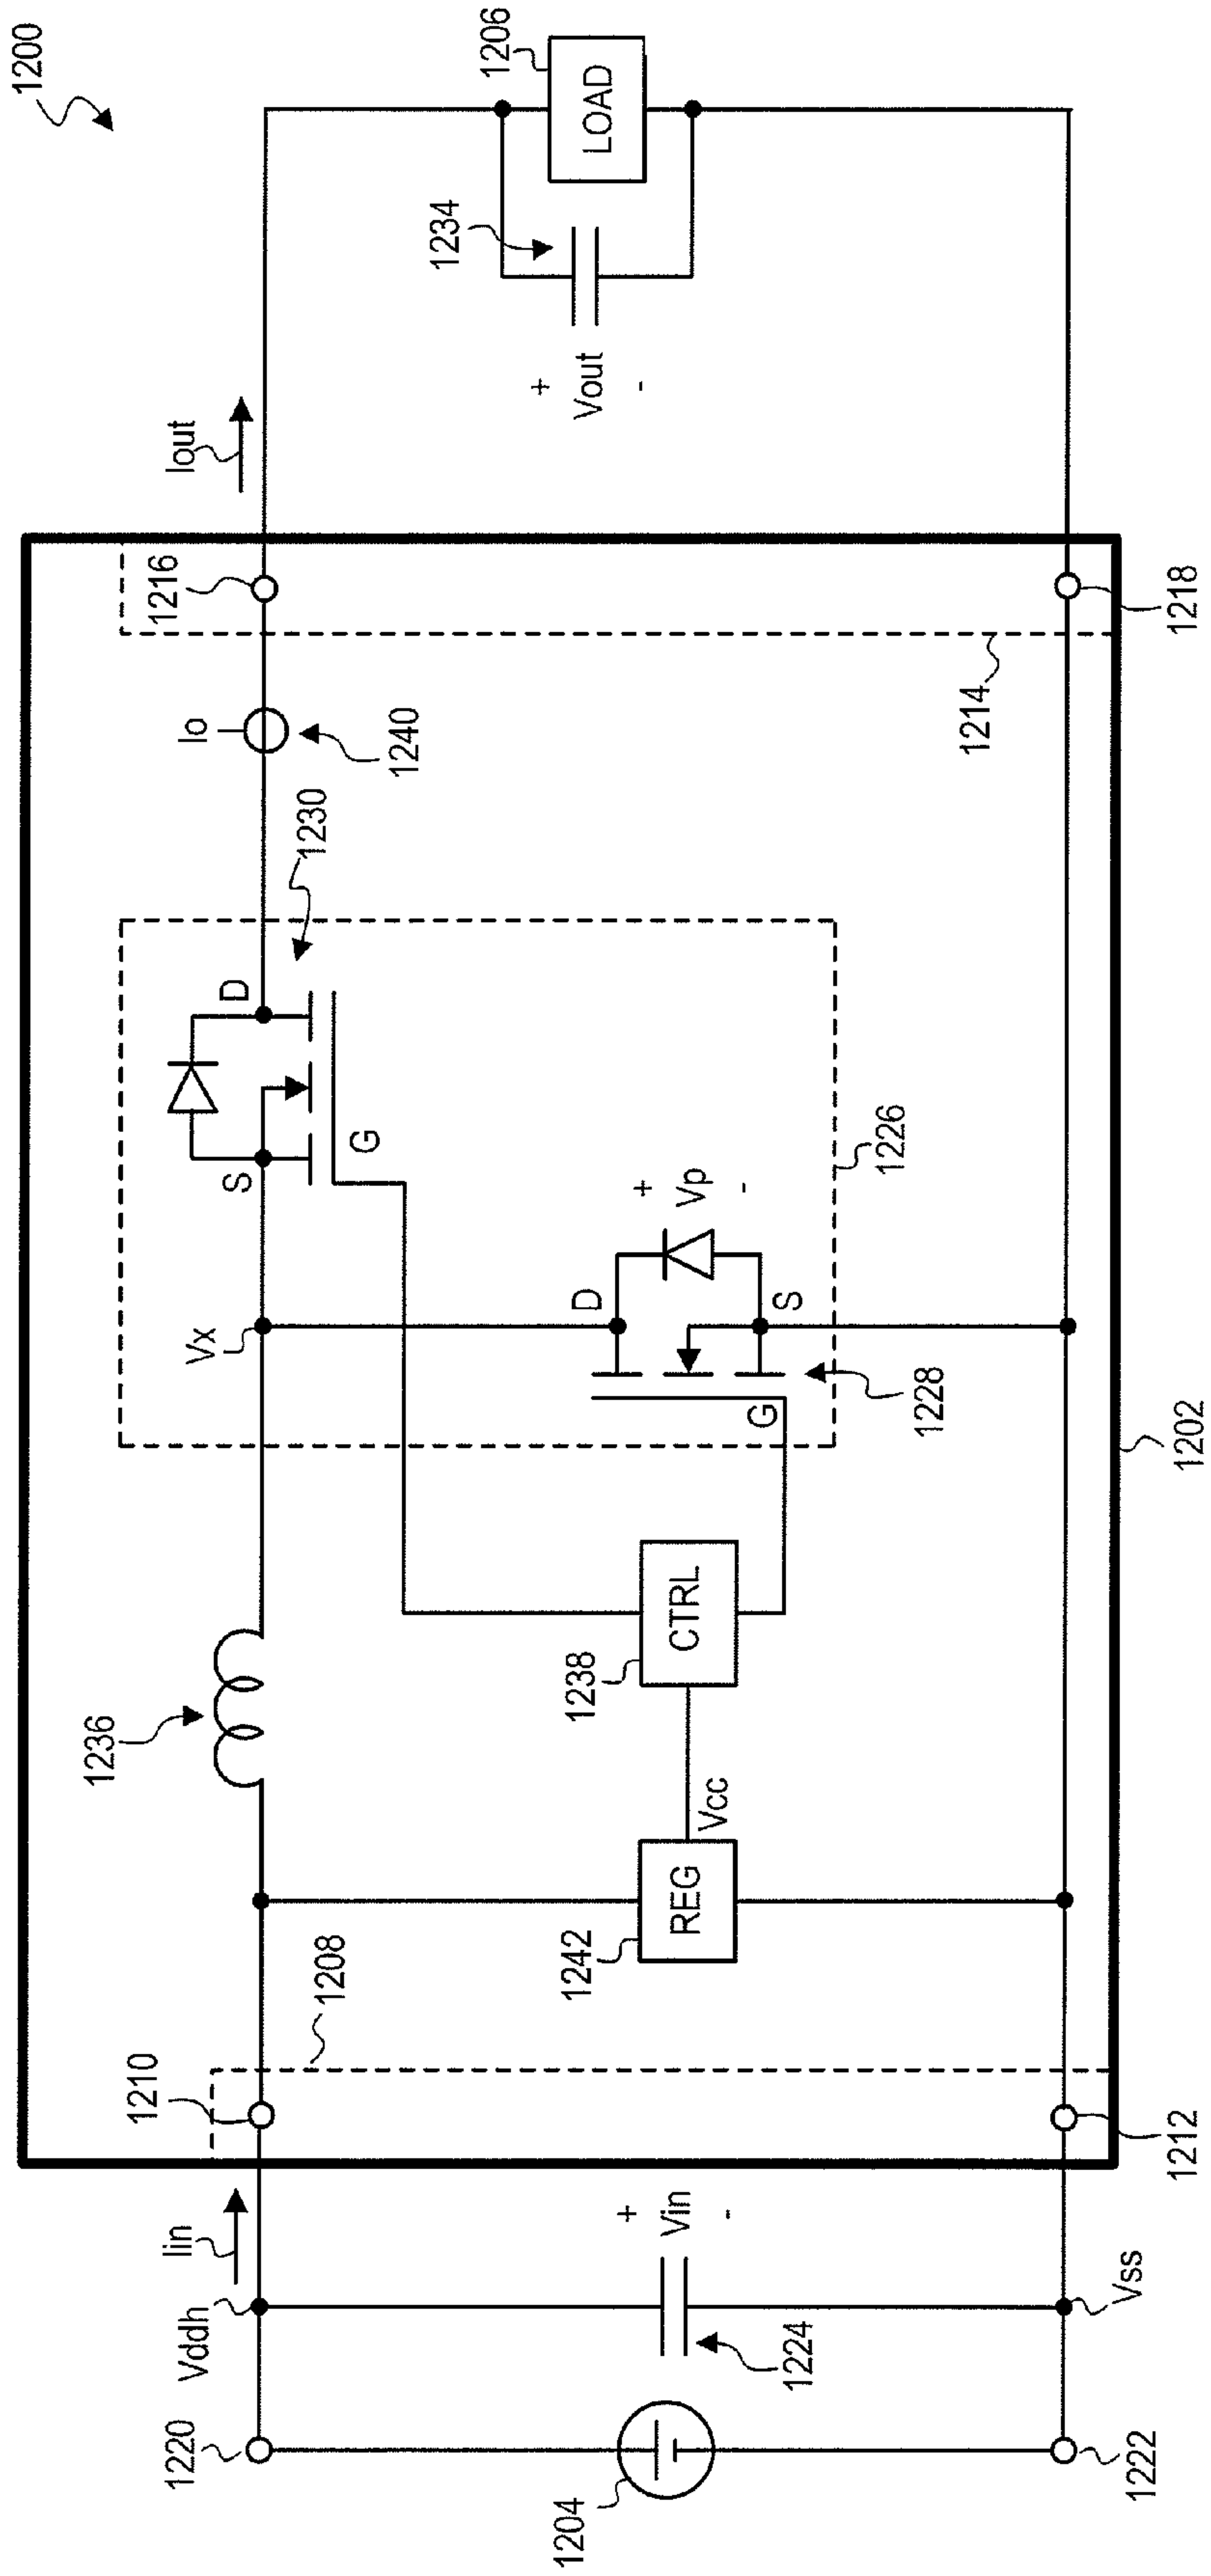 1200
1220
Vddh
Iin
1210
1208
1236
Vx
S
D
G
1230
Io
1240
1216
Iout
1206
LOAD
1234
+
Vout
-
1204
1224
+
Vin
-
1242
REG
Vcc
1238
CTRL
G
D
S
1228
+
Vp
-
1226
1214
1218
1222
Vss
1212
1202